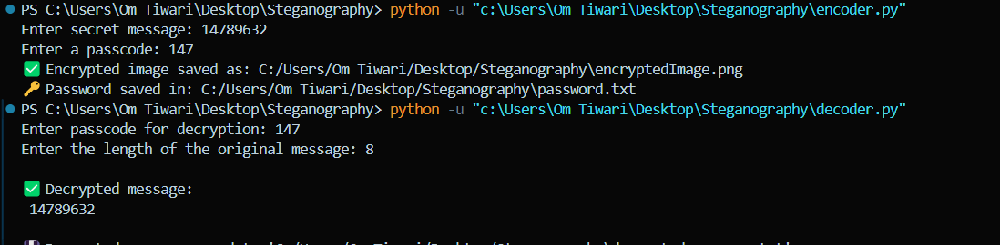 PS C:\Users\Om Tiwari\Desktop\Steganography> python -u "c:\Users\Om Tiwari\Desktop\Steganography\encoder.py"
Enter secret message: 14789632
Enter a passcode: 147
✅ Encrypted image saved as: C:/Users/Om Tiwari/Desktop/Steganography\encryptedImage.png
🔑 Password saved in: C:/Users/Om Tiwari/Desktop/Steganography\password.txt
PS C:\Users\Om Tiwari\Desktop\Steganography> python -u "c:\Users\Om Tiwari\Desktop\Steganography\decoder.py"
Enter passcode for decryption: 147
Enter the length of the original message: 8
✅ Decrypted message:
14789632